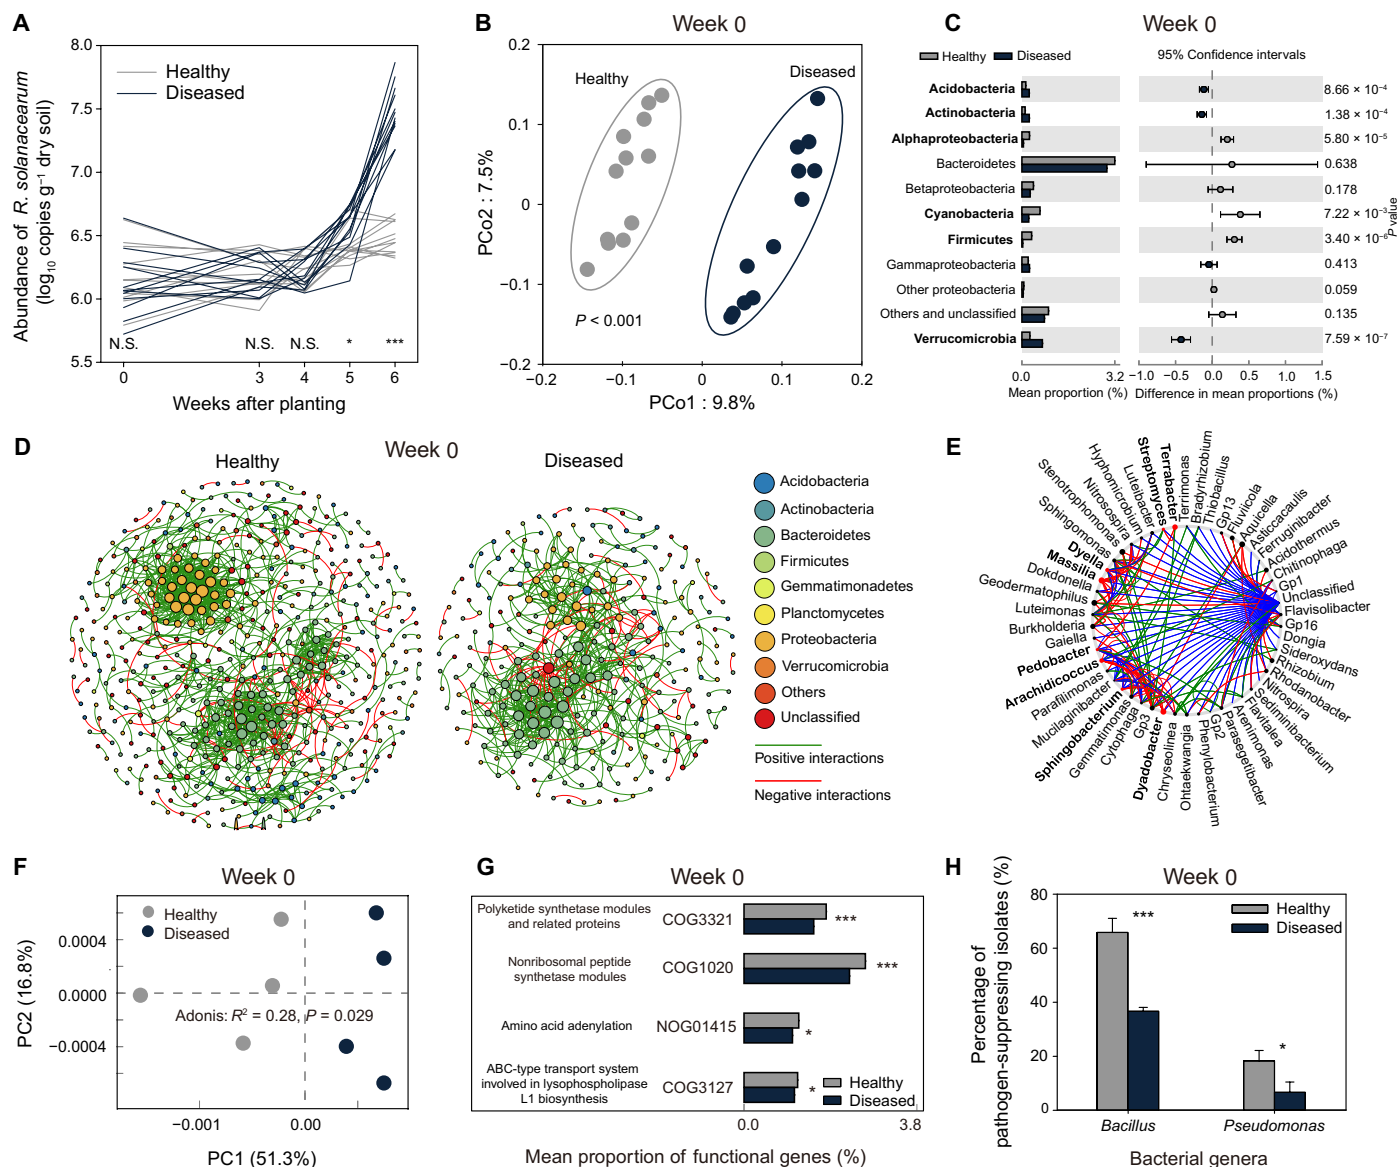 A
8.0
7.5
7.0
6.5
6.0
5.5
Abundance of R. solanacearum
(log10 copies g−1 dry soil)
Healthy
Diseased
N.S.
N.S.
N.S.
*
***
0
3
4
5
6
Weeks after planting
B
Week 0
0.2
0.1
0
−0.1
−0.2
PCo2 : 7.5%
Healthy
Diseased
P < 0.001
−0.2
−0.1
0
0.1
0.2
PCo1 : 9.8%
C
Week 0
Healthy
Diseased
95% Confidence intervals
Acidobacteria
8.66 × 10−4
Actinobacteria
1.38 × 10−4
Alphaproteobacteria
5.80 × 10−5
Bacteroidetes
0.638
Betaproteobacteria
0.178
Cyanobacteria
7.22 × 10−3
Firmicutes
3.40 × 10−6
Gammaproteobacteria
0.413
Other proteobacteria
0.059
Others and unclassified
0.135
Verrucomicrobia
7.59 × 10−7
P value
0.0
3.2
Mean proportion (%)
−1.0
−0.5
0.0
0.5
1.0
1.5
Difference in mean proportions (%)
D
Week 0
Healthy
Diseased
Acidobacteria
Actinobacteria
Bacteroidetes
Firmicutes
Gemmatimonadetes
Planctomycetes
Proteobacteria
Verrucomicrobia
Others
Unclassified
Positive interactions
Negative interactions
E
Terrimonas
Bradyrhizobium
Thiobacillus
Gp13
Fluviicola
Aquicella
Asticcacaulis
Ferruginibacter
Acidothermus
Chitinophaga
Gp1
Unclassified
Flavisolibacter
Gp16
Dongia
Sideroxydans
Rhizobium
Rhodanobacter
Nitrospira
Sediminibacterium
Flavitalea
Arenimonas
Parasegetibacter
Gp2
Phenylobacterium
Ohtaekwangia
Chryseolinea
Dyadobacter
Gp3
Cytophaga
Gemmatimonas
Sphingobacterium
Mucilaginibacter
Parafilimonas
Arachidicoccus
Pedobacter
Gaiella
Burkholderia
Luteimonas
Geodermatophilus
Dokdonella
Massilia
Dyella
Sphingomonas
Stenotrophomonas
Nitrosospira
Hyphomicrobium
Luteibacter
Streptomyces
Terrabacter
F
Week 0
Healthy
Diseased
0.0004
0.0000
−0.0004
PC2 (16.8%)
Adonis: R2 = 0.28, P = 0.029
−0.001
0.00
PC1 (51.3%)
G
Week 0
Polyketide synthetase modules
and related proteins
COG3321
***
Nonribosomal peptide
synthetase modules
COG1020
***
Amino acid adenylation
NOG01415
*
ABC-type transport system
involved in lysophospholipase
L1 biosynthesis
COG3127
*
Healthy
Diseased
0.0
3.8
Mean proportion of functional genes (%)
H
Week 0
80
60
40
20
0
Percentage of
pathogen-suppressing isolates (%)
***
*
Healthy
Diseased
Bacillus
Pseudomonas
Bacterial genera